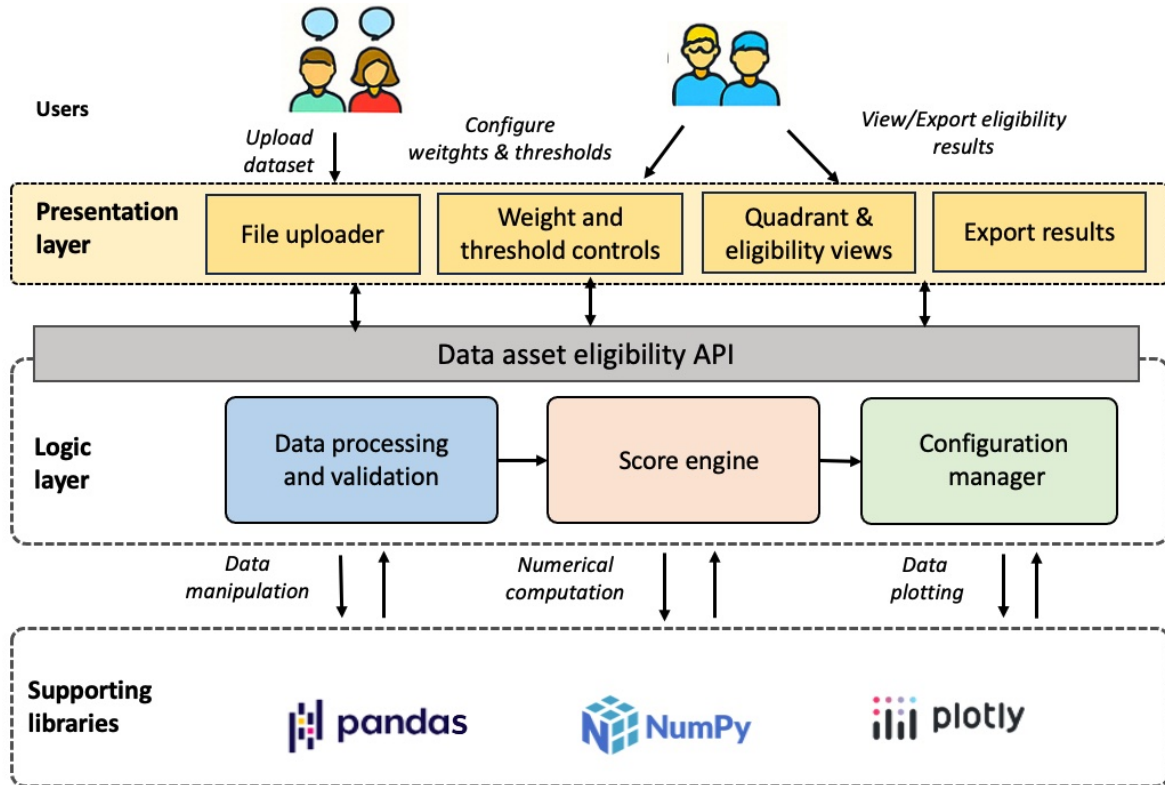 Users
Upload
dataset
Configure
weitghts & thresholds
View/Export eligibility
results
Presentation
layer
File uploader
Weight and
threshold controls
Quadrant &
eligibility views
Export results
Data asset eligibility API
Logic
layer
Data processing
and validation
Score engine
Configuration
manager
Data
manipulation
Numerical
computation
Data
plotting
Supporting
libraries
pandas
NumPy
plotly